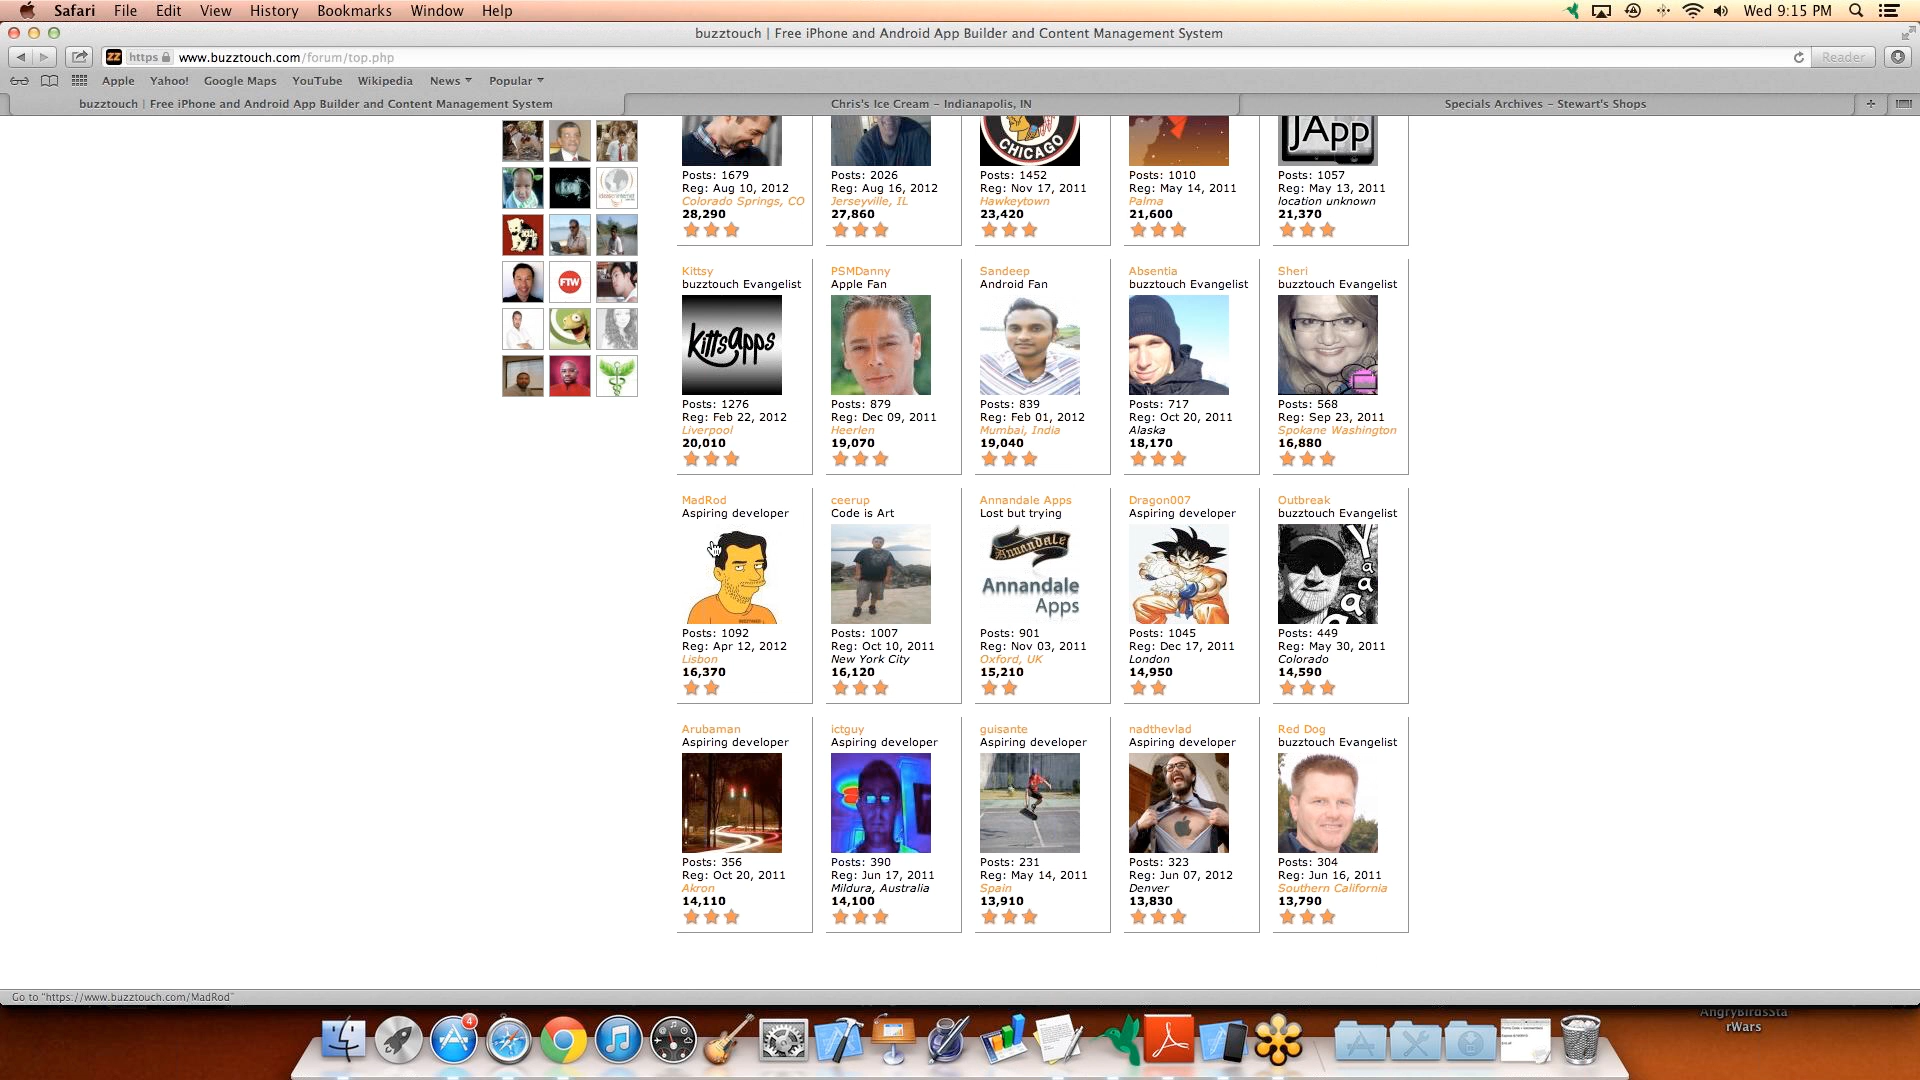 Safari File Edit View History Bookmarks Window Help Wed 9:15 PM
buzztouch | Free iPhone and Android App Builder and Content Management System
https www.buzztouch.com/forum/top.php Reader
Apple Yahoo! Google Maps YouTube Wikipedia News Popular
buzztouch | Free iPhone and Android App Builder and Content Management System Chris's Ice Cream – Indianapolis, IN Specials Archives – Stewart's Shops
CHICAGO JApp
Posts: 1679 Posts: 2026 Posts: 1452 Posts: 1010 Posts: 1057
Reg: Aug 10, 2012 Reg: Aug 16, 2012 Reg: Nov 17, 2011 Reg: May 14, 2011 Reg: May 13, 2011
Colorado Springs, CO Jerseyville, IL Hawkeytown Palma location unknown
28,290 27,860 23,420 21,600 21,370
Kittsy PSMDanny Sandeep Absentia Sheri
buzztouch Evangelist Apple Fan Android Fan buzztouch Evangelist buzztouch Evangelist
FTW
KittsApps
Posts: 1276 Posts: 879 Posts: 839 Posts: 717 Posts: 568
Reg: Feb 22, 2012 Reg: Dec 09, 2011 Reg: Feb 01, 2012 Reg: Oct 20, 2011 Reg: Sep 23, 2011
Liverpool Heerlen Mumbai, India Alaska Spokane Washington
20,010 19,070 19,040 18,170 16,880
MadRod ceerup Annandale Apps Dragon007 Outbreak
Aspiring developer Code is Art Lost but trying Aspiring developer buzztouch Evangelist
Annandale
Annandale
Apps
Yaaa
Posts: 1092 Posts: 1007 Posts: 901 Posts: 1045 Posts: 449
Reg: Apr 12, 2012 Reg: Oct 10, 2011 Reg: Nov 03, 2011 Reg: Dec 17, 2011 Reg: May 30, 2011
Lisbon New York City Oxford, UK London Colorado
16,370 16,120 15,210 14,950 14,590
Arubaman ictguy guisante nadthevlad Red Dog
Aspiring developer Aspiring developer Aspiring developer Aspiring developer buzztouch Evangelist
Posts: 356 Posts: 390 Posts: 231 Posts: 323 Posts: 304
Reg: Oct 20, 2011 Reg: Jun 17, 2011 Reg: May 14, 2011 Reg: Jun 07, 2012 Reg: Jun 16, 2011
Akron Mildura, Australia Spain Denver Southern California
14,110 14,100 13,910 13,830 13,790
Go to "https://www.buzztouch.com/MadRod"
AngryBirdsSta
rWars
4